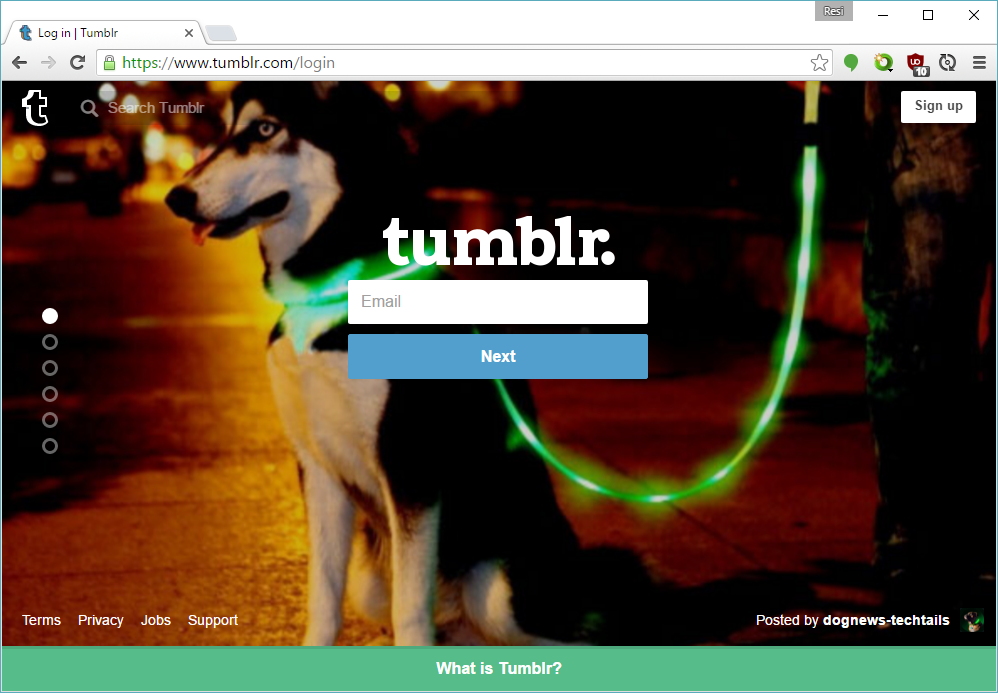 Resi
Log in | Tumblr
https://www.tumblr.com/login
UO
10
t
Search Tumblr
Sign up
tumblr.
Email
Next
Terms Privacy Jobs Support
Posted by dognews-techtails
What is Tumblr?